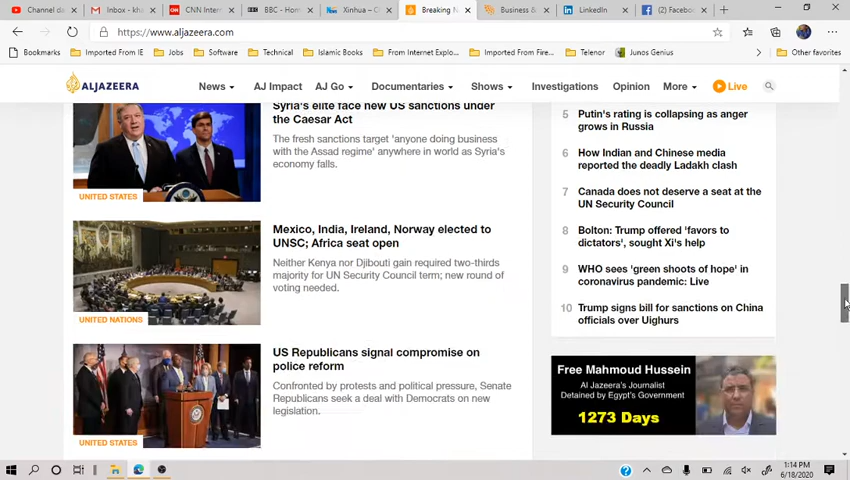 Channel da
Inbox - kha
CNN Intern
BBC - Hom
Xinhua – Ch
Breaking N
Business &
LinkedIn
(2) Facebo
https://www.aljazeera.com
Bookmarks
Imported From IE
Jobs
Software
Technical
Islamic Books
From Internet Explo...
Imported From Fire...
Telenor
Junos Genius
Other favorites
ALJAZEERA
News
AJ Impact
AJ Go
Documentaries
Shows
Investigations
Opinion
More
Live
Syria's elite face new US sanctions under
the Caesar Act
The fresh sanctions target 'anyone doing business
with the Assad regime' anywhere in world as Syria's
economy falls.
UNITED STATES
Mexico, India, Ireland, Norway elected to
UNSC; Africa seat open
Neither Kenya nor Djibouti gain required two-thirds
majority for UN Security Council term; new round of
voting needed.
UNITED NATIONS
US Republicans signal compromise on
police reform
Confronted by protests and political pressure, Senate
Republicans seek a deal with Democrats on new
legislation.
UNITED STATES
5 Putin's rating is collapsing as anger
grows in Russia
6 How Indian and Chinese media
reported the deadly Ladakh clash
7 Canada does not deserve a seat at the
UN Security Council
8 Bolton: Trump offered 'favors to
dictators', sought Xi's help
9 WHO sees 'green shoots of hope' in
coronavirus pandemic: Live
10 Trump signs bill for sanctions on China
officials over Uighurs
Free Mahmoud Hussein
Al Jazeera's Journalist
Detained by Egypt's Government
1273 Days
1:14 PM
6/18/2020